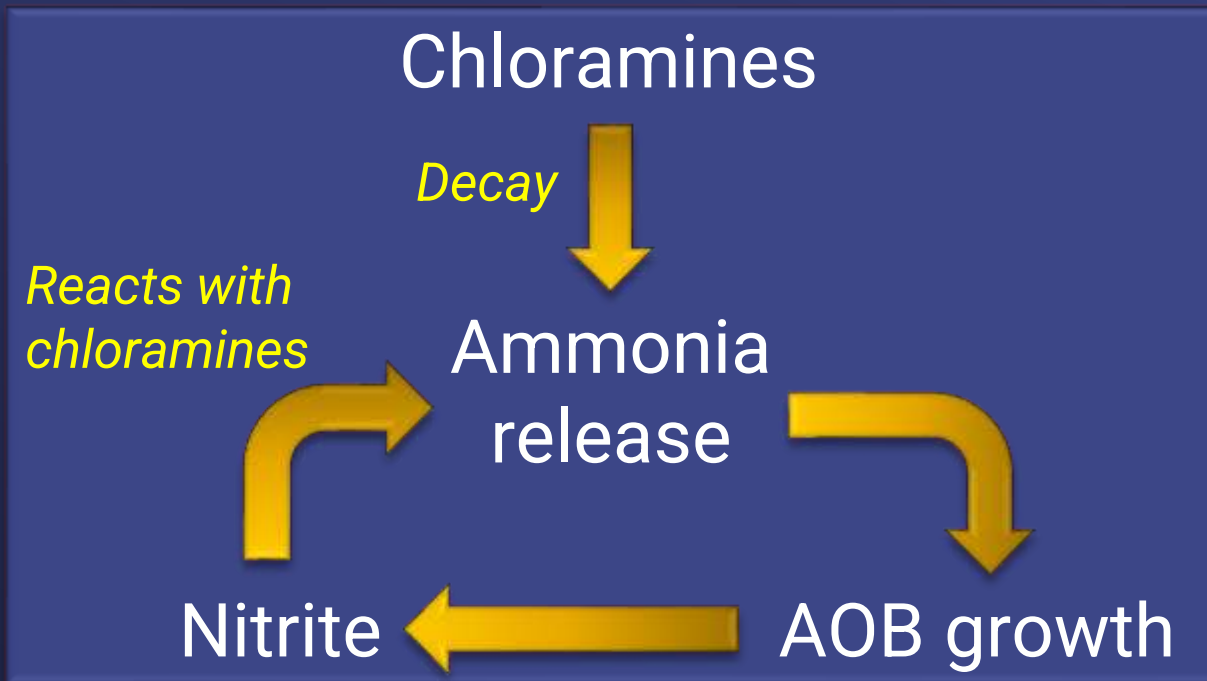 Chloramines
Decay
Reacts with
chloramines
Ammonia
release
Nitrite
AOB growth